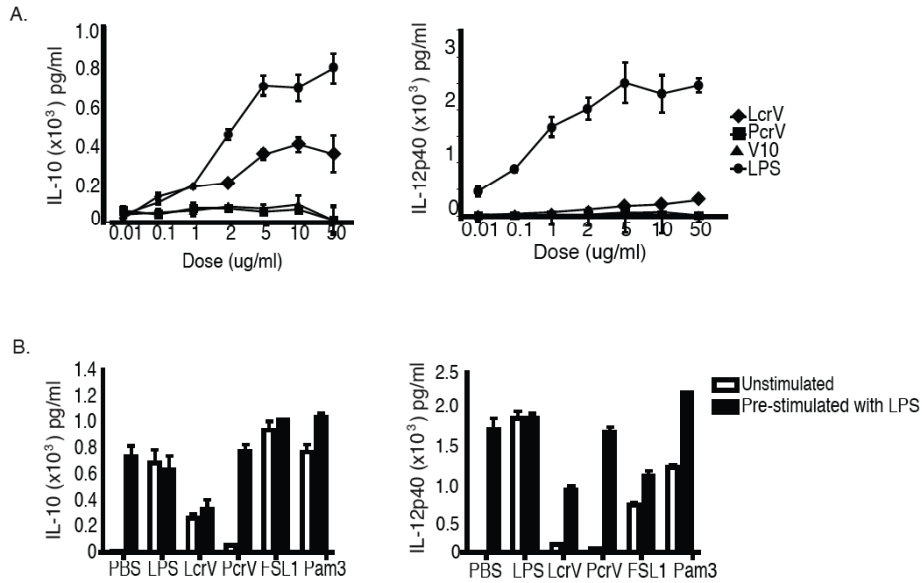 A.
IL-10 (x10³) pg/ml
1.0
0.8
0.6
0.4
0.2
0
0.01 0.1 1 2 5 10 50
Dose (ug/ml)
IL-12p40 (x10³) pg/ml
3
2
1
0
0.01 0.1 1 2 5 10 50
Dose (ug/ml)
LcrV
PcrV
V10
LPS
B.
IL-10 (x10³) pg/ml
1.4
1.2
1.0
0.8
0.6
0.4
0.2
0
PBS LPS LcrV PcrV FSL1 Pam3
IL-12p40 (x10³) pg/ml
2.5
2.0
1.5
1.0
0.5
0
PBS LPS LcrV PcrV FSL1 Pam3
Unstimulated
Pre-stimulated with LPS